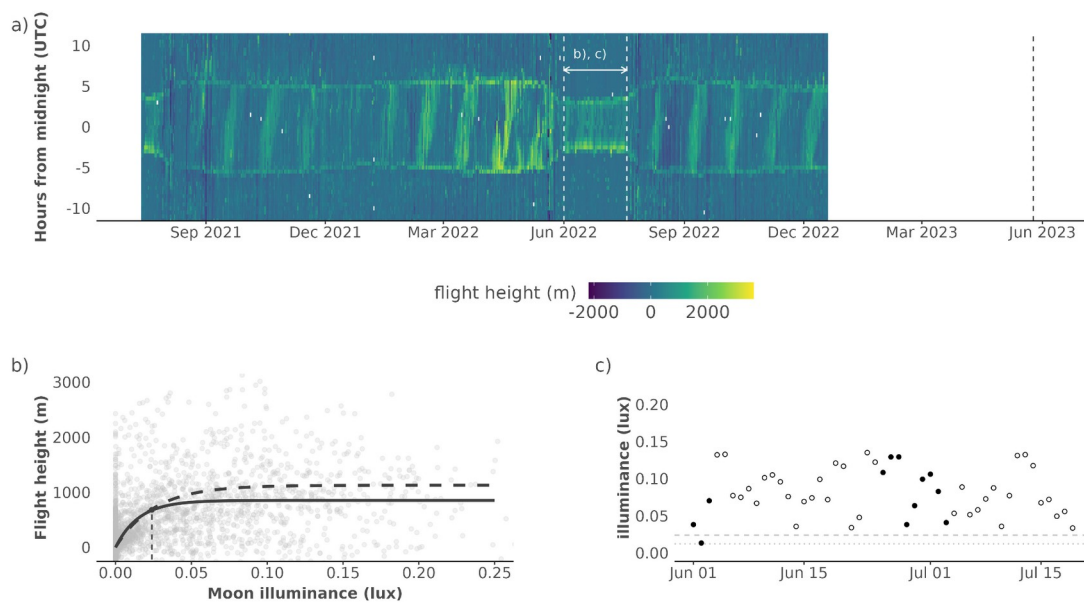 a)
Hours from midnight (UTC)
10
5
0
-5
-10
b), c)
Sep 2021 Dec 2021 Mar 2022 Jun 2022 Sep 2022 Dec 2022 Mar 2023 Jun 2023
flight height (m)
-2000 0 2000
b)
Flight height (m)
3000
2000
1000
0
0.00 0.05 0.10 0.15 0.20 0.25
Moon illuminance (lux)
c)
illuminance (lux)
0.20
0.15
0.10
0.05
0.00
Jun 01 Jun 15 Jul 01 Jul 15